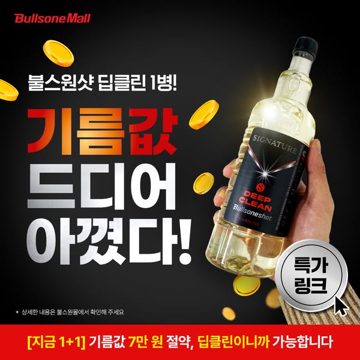 BullsoneMall
불스원샷 딥클린 1병!
기름값
드디어
아꼈다!
SIGNATURE
DEEP
CLEAN
Bullsoneshot
특가
링크
* 상세한 내용은 불스원몰에서 확인해 주세요
[지금 1+1] 기름값 7만 원 절약, 딥클린이니까 가능합니다